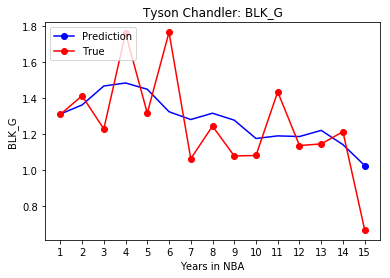 Tyson Chandler: BLK_G
Prediction
True
BLK_G
1.8
1.6
1.4
1.2
1.0
0.8
1 2 3 4 5 6 7 8 9 10 11 12 13 14 15
Years in NBA